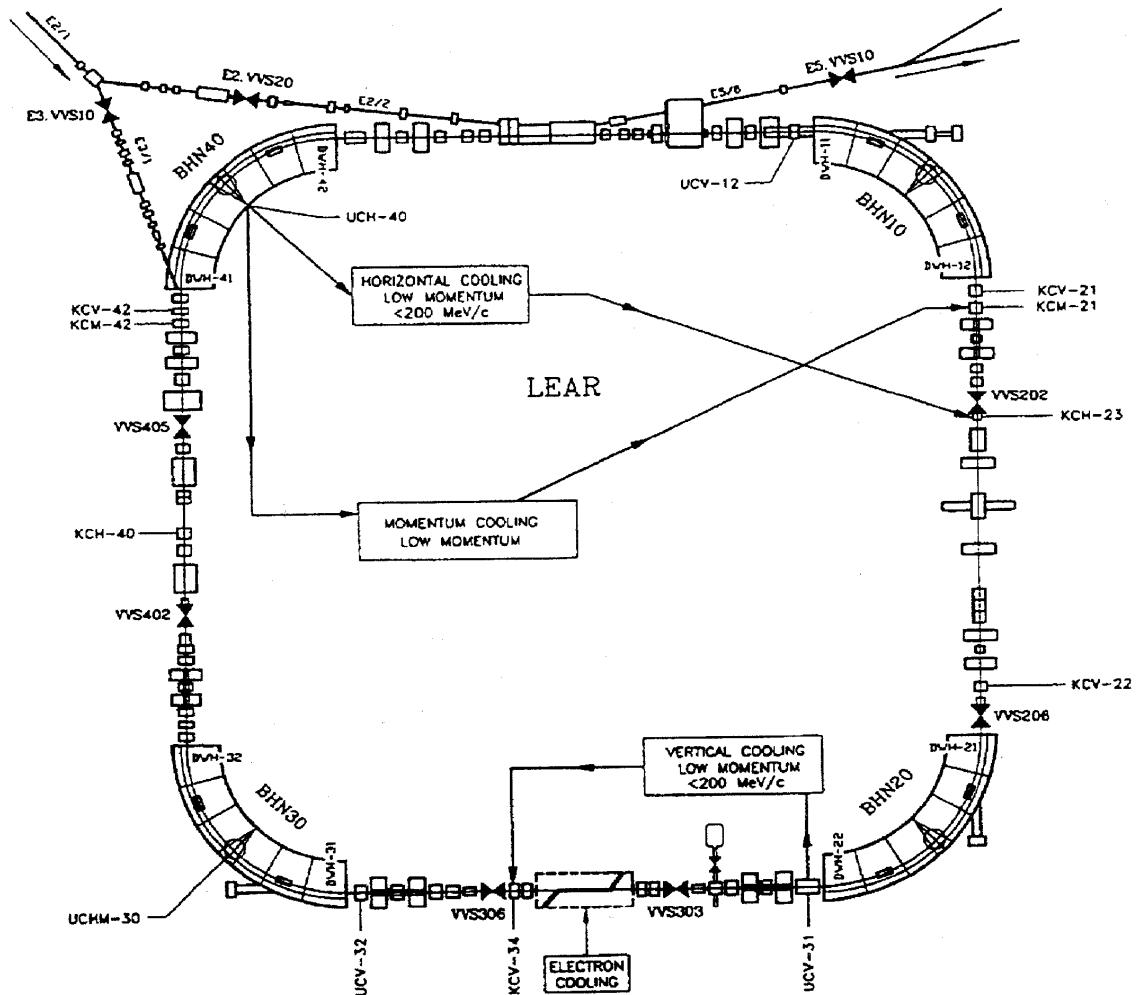 E2/1
E2.VVS20
E5.VVS10
E3.VVS10
E2/2
E5/6
E3/1
BHN40
DWH-42
DWH-11
UCV-12
BHN10
UCH-40
DWH-41
DWH-12
HORIZONTAL COOLING
LOW MOMENTUM
<200 MeV/c
KCV-42
KCM-42
KCV-21
KCM-21
LEAR
VVS202
VVS405
KCH-23
MOMENTUM COOLING
LOW MOMENTUM
KCH-40
VVS402
KCV-22
VVS206
DWH-32
VERTICAL COOLING
LOW MOMENTUM
<200 MeV/c
DWH-21
BHN30
BHN20
DWH-31
DWH-22
UCHM-30
VVS306
VVS303
UCV-32
KCV-34
ELECTRON
COOLING
UCV-31